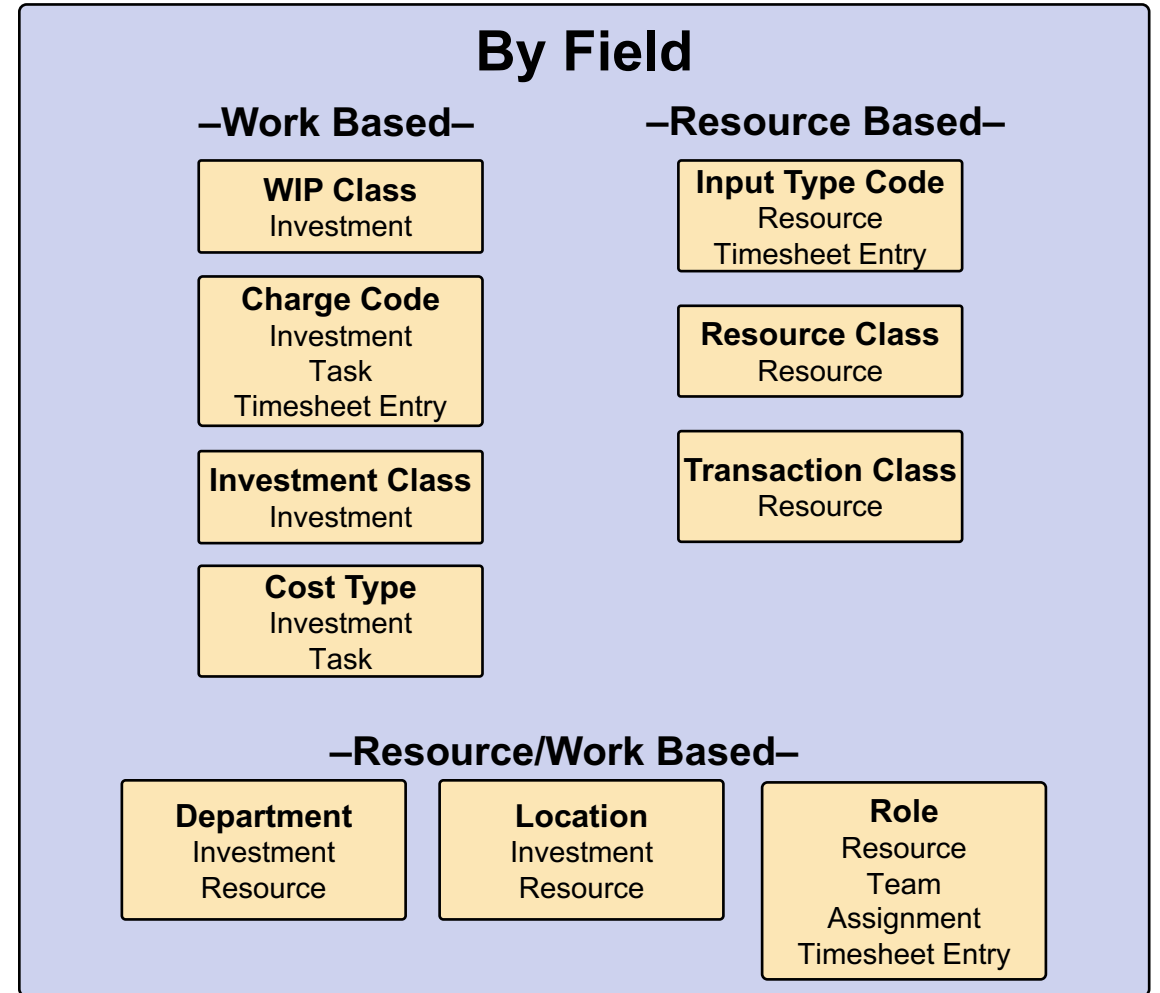 By Field
–Work Based–
WIP Class
Investment
Charge Code
Investment
Task
Timesheet Entry
Investment Class
Investment
Cost Type
Investment
Task
–Resource Based–
Input Type Code
Resource
Timesheet Entry
Resource Class
Resource
Transaction Class
Resource
–Resource/Work Based–
Department
Investment
Resource
Location
Investment
Resource
Role
Resource
Team
Assignment
Timesheet Entry